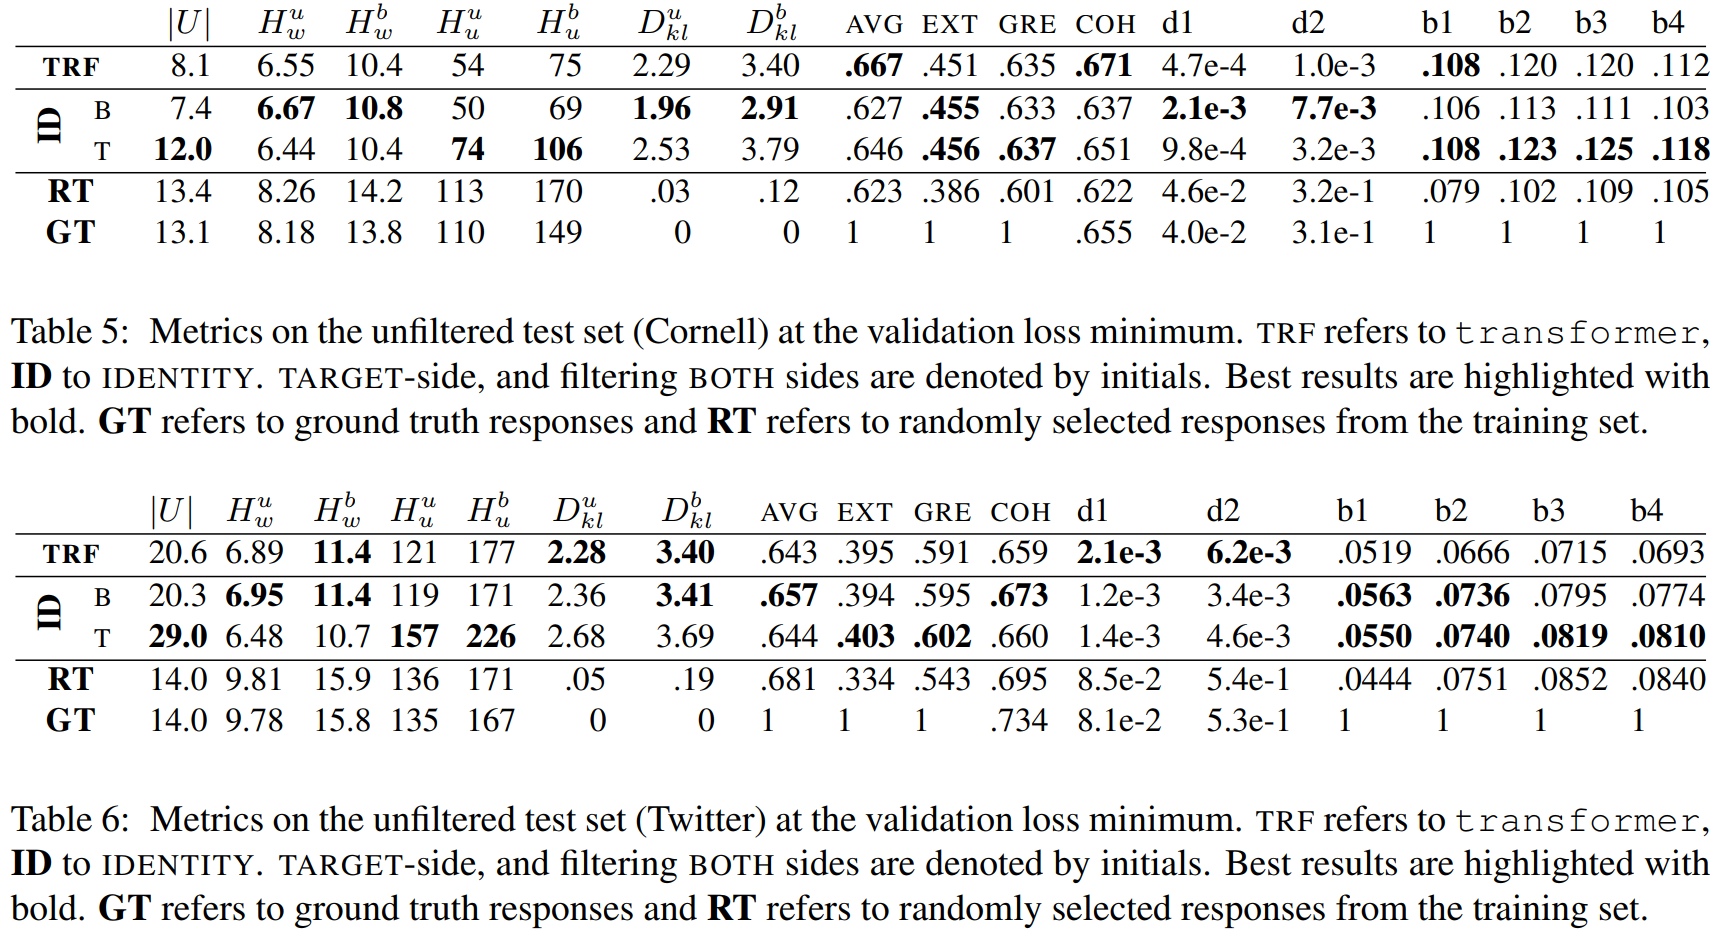 |U| H_w^u H_w^b H_u^u H_u^b D_kl^u D_kl^b AVG EXT GRE COH d1 d2 b1 b2 b3 b4
TRF 8.1 6.55 10.4 54 75 2.29 3.40 .667 .451 .635 .671 4.7e-4 1.0e-3 .108 .120 .120 .112
ID B 7.4 6.67 10.8 50 69 1.96 2.91 .627 .455 .633 .637 2.1e-3 7.7e-3 .106 .113 .111 .103
T 12.0 6.44 10.4 74 106 2.53 3.79 .646 .456 .637 .651 9.8e-4 3.2e-3 .108 .123 .125 .118
RT 13.4 8.26 14.2 113 170 .03 .12 .623 .386 .601 .622 4.6e-2 3.2e-1 .079 .102 .109 .105
GT 13.1 8.18 13.8 110 149 0 0 1 1 1 .655 4.0e-2 3.1e-1 1 1 1 1
Table 5: Metrics on the unfiltered test set (Cornell) at the validation loss minimum. TRF refers to transformer,
ID to IDENTITY. TARGET-side, and filtering BOTH sides are denoted by initials. Best results are highlighted with
bold. GT refers to ground truth responses and RT refers to randomly selected responses from the training set.
|U| H_w^u H_w^b H_u^u H_u^b D_kl^u D_kl^b AVG EXT GRE COH d1 d2 b1 b2 b3 b4
TRF 20.6 6.89 11.4 121 177 2.28 3.40 .643 .395 .591 .659 2.1e-3 6.2e-3 .0519 .0666 .0715 .0693
ID B 20.3 6.95 11.4 119 171 2.36 3.41 .657 .394 .595 .673 1.2e-3 3.4e-3 .0563 .0736 .0795 .0774
T 29.0 6.48 10.7 157 226 2.68 3.69 .644 .403 .602 .660 1.4e-3 4.6e-3 .0550 .0740 .0819 .0810
RT 14.0 9.81 15.9 136 171 .05 .19 .681 .334 .543 .695 8.5e-2 5.4e-1 .0444 .0751 .0852 .0840
GT 14.0 9.78 15.8 135 167 0 0 1 1 1 .734 8.1e-2 5.3e-1 1 1 1 1
Table 6: Metrics on the unfiltered test set (Twitter) at the validation loss minimum. TRF refers to transformer,
ID to IDENTITY. TARGET-side, and filtering BOTH sides are denoted by initials. Best results are highlighted with
bold. GT refers to ground truth responses and RT refers to randomly selected responses from the training set.